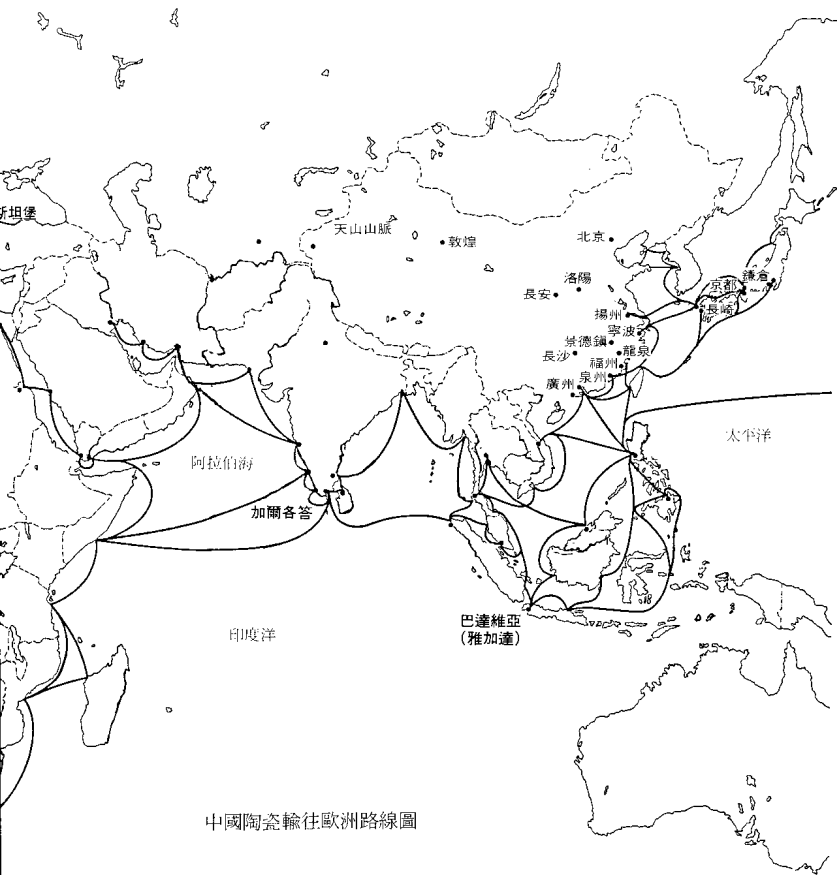 斯坦堡
天山山脈
敦煌
北京
洛陽
長安
鎌倉
京都
長崎
揚州
寧波
景德鎮
長沙
龍泉
福州
泉州
廣州
太平洋
阿拉伯海
加爾各答
印度洋
巴達維亞
(雅加達)
中國陶瓷輸往歐洲路線圖